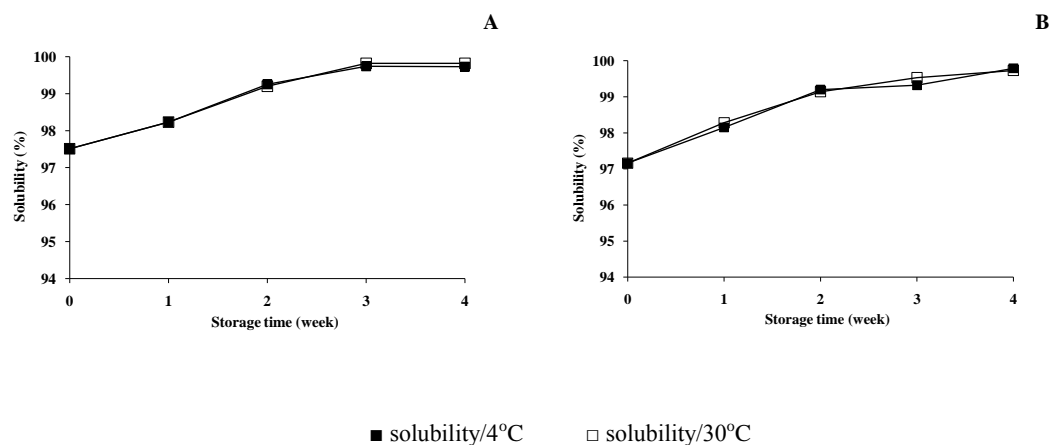 A
100
99
98
97
96
95
94
Solubility (%)
0 1 2 3 4
Storage time (week)
B
100
99
98
97
96
95
94
Solubility (%)
0 1 2 3 4
Storage time (week)
■ solubility/4°C □ solubility/30°C